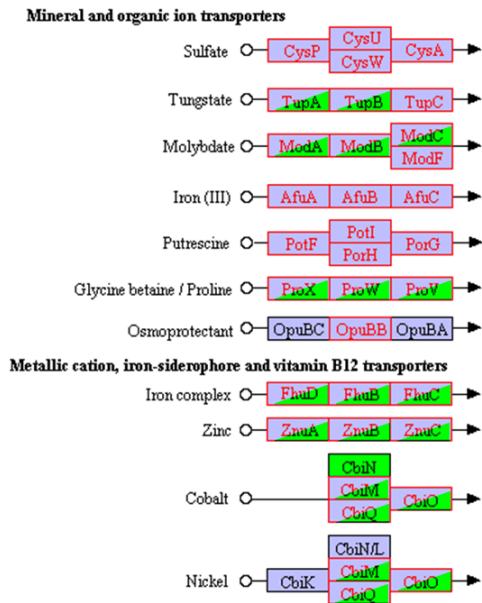 Mineral and organic ion transporters
CysU
Sulfate CysP CysA
CysW
Tungstate TupA TupB TupC
ModC
Molybdate ModA ModB
ModF
Iron (III) AfuA AfuB AfuC
PotI
Putrescine PotF PorG
PorH
Glycine betaine / Proline ProX ProW ProV
Osmoprotectant OpuBC OpuBB OpuBA
Metallic cation, iron-siderophore and vitamin B12 transporters
Iron complex FhuD FhuB FhuC
Zinc ZnuA ZnuB ZnuC
CbiN
Cobalt CbiM CbiO
CbiQ
CbiN/L
Nickel CbiK CbiM CbiO
CbiQ